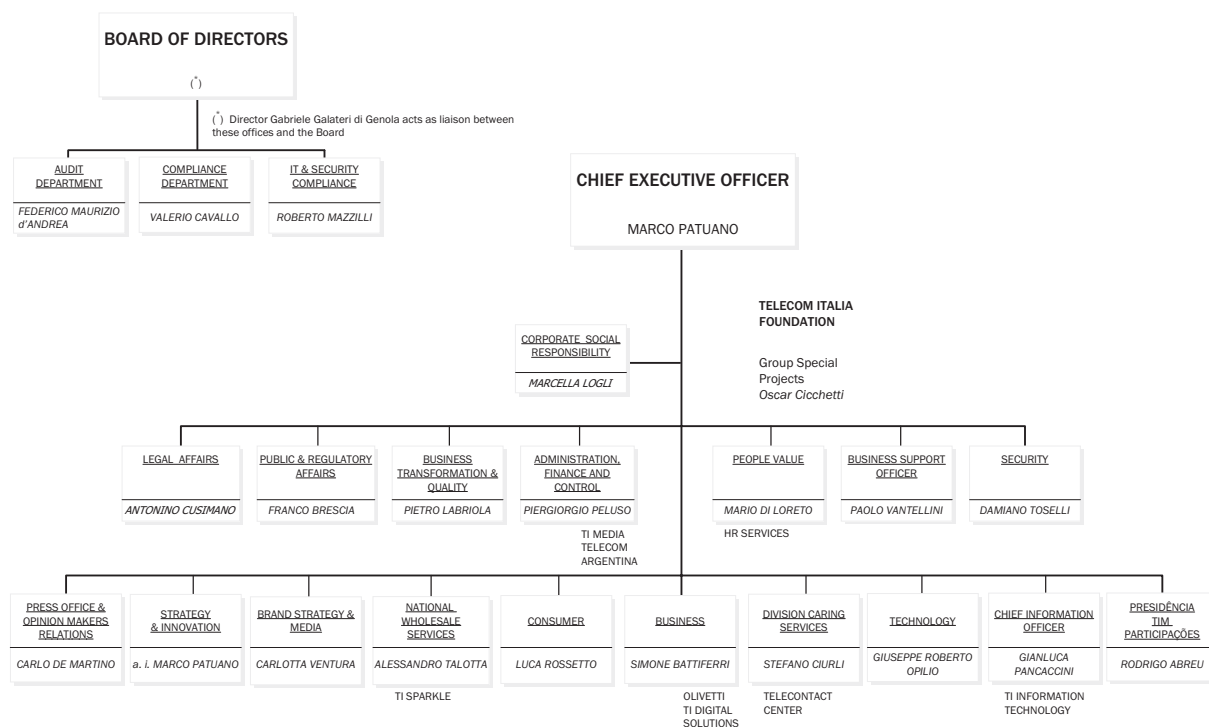 BOARD OF DIRECTORS
(*)
(*) Director Gabriele Galateri di Genola acts as liaison between
these offices and the Board
AUDIT
DEPARTMENT
FEDERICO MAURIZIO
d'ANDREA
COMPLIANCE
DEPARTMENT
VALERIO CAVALLO
IT & SECURITY
COMPLIANCE
ROBERTO MAZZILLI
CHIEF EXECUTIVE OFFICER
MARCO PATUANO
TELECOM ITALIA
FOUNDATION
Group Special
Projects
Oscar Cicchetti
CORPORATE SOCIAL
RESPONSIBILITY
MARCELLA LOGLI
LEGAL AFFAIRS
ANTONINO CUSIMANO
PUBLIC & REGULATORY
AFFAIRS
FRANCO BRESCIA
BUSINESS
TRANSFORMATION &
QUALITY
PIETRO LABRIOLA
ADMINISTRATION,
FINANCE AND
CONTROL
PIERGIORGIO PELUSO
TI MEDIA
TELECOM
ARGENTINA
PEOPLE VALUE
MARIO DI LORETO
HR SERVICES
BUSINESS SUPPORT
OFFICER
PAOLO VANTELLINI
SECURITY
DAMIANO TOSELLI
PRESS OFFICE &
OPINION MAKERS
RELATIONS
CARLO DE MARTINO
STRATEGY
& INNOVATION
a. i. MARCO PATUANO
BRAND STRATEGY &
MEDIA
CARLOTTA VENTURA
NATIONAL
WHOLESALE
SERVICES
ALESSANDRO TALOTTA
TI SPARKLE
CONSUMER
LUCA ROSSETTO
BUSINESS
SIMONE BATTIFERRI
OLIVETTI
TI DIGITAL
SOLUTIONS
DIVISION CARING
SERVICES
STEFANO CIURLI
TELECONTACT
CENTER
TECHNOLOGY
GIUSEPPE ROBERTO
OPILIO
CHIEF INFORMATION
OFFICER
GIANLUCA
PANCACCINI
TI INFORMATION
TECHNOLOGY
PRESIDÊNCIA
TIM
PARTICIPAÇÕES
RODRIGO ABREU